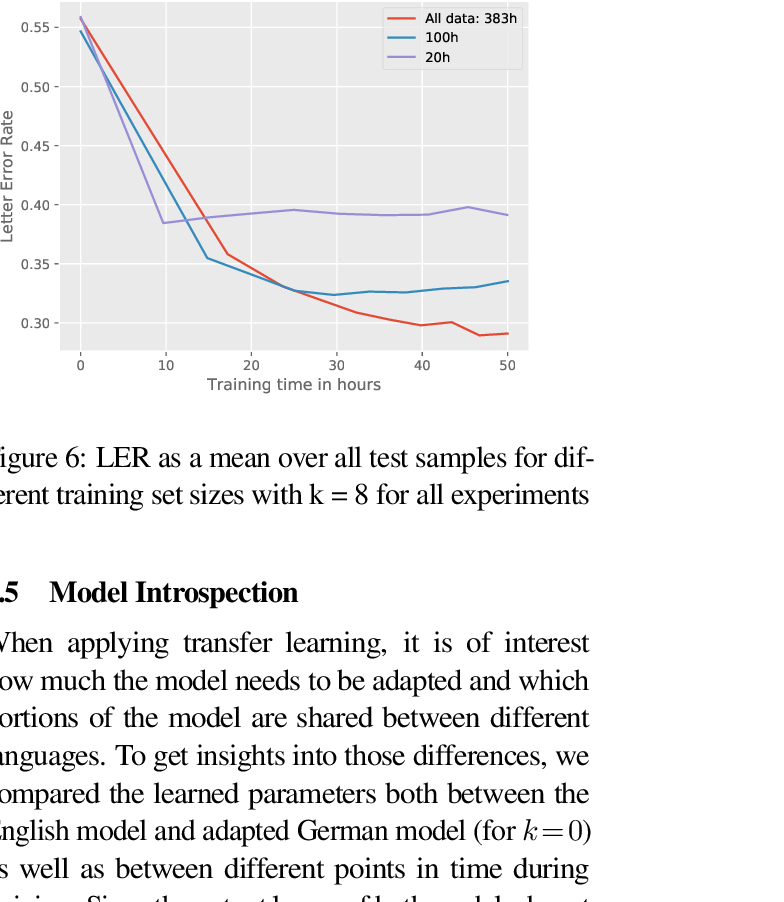 0.55
0.50
0.45
0.40
0.35
0.30
Letter Error Rate
All data: 383h
100h
20h
0 10 20 30 40 50
Training time in hours
igure 6: LER as a mean over all test samples for dif-
erent training set sizes with k = 8 for all experiments
.5 Model Introspection
When applying transfer learning, it is of interest
ow much the model needs to be adapted and which
ortions of the model are shared between different
anguages. To get insights into those differences, we
ompared the learned parameters both between the
English model and adapted German model (for k=0)
s well as between different points in time during